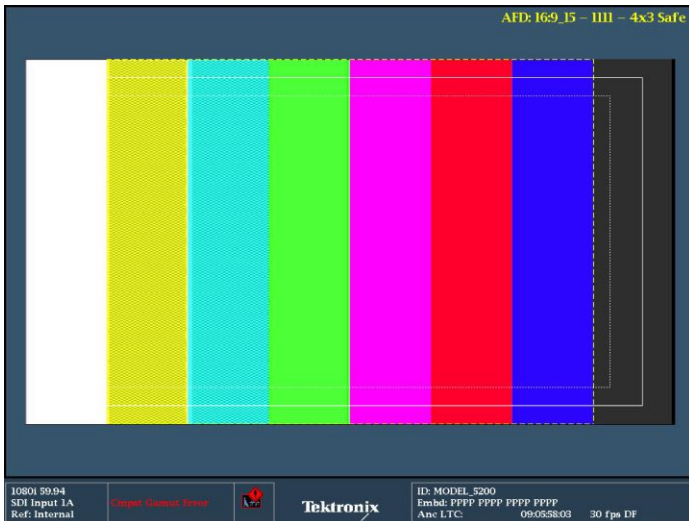 AFD: 16:9_15 – 1111 – 4x3 Safe
1080i 59.94
SDI Input 1A
Ref: Internal
Cmpst Gamut Error
Tektronix
ID: MODEL_5200
Embd: PPPP PPPP PPPP PPPP
Anc LTC: 09:05:58:03 30 fps DF